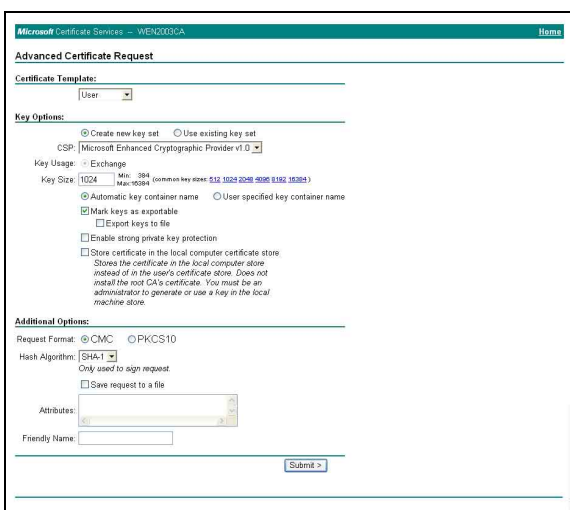 Microsoft Certificate Services -- WEN2003CA Home
Advanced Certificate Request
Certificate Template:
User
Key Options:
Create new key set Use existing key set
CSP: Microsoft Enhanced Cryptographic Provider v1.0
Key Usage: Exchange
Key Size: 1024 Min: 384 Max:16384 (common key sizes: 512 1024 2048 4096 8192 16384 )
Automatic key container name User specified key container name
Mark keys as exportable
Export keys to file
Enable strong private key protection
Store certificate in the local computer certificate store
Stores the certificate in the local computer store
instead of in the user's certificate store. Does not
install the root CA's certificate. You must be an
administrator to generate or use a key in the local
machine store.
Additional Options:
Request Format: CMC PKCS10
Hash Algorithm: SHA-1
Only used to sign request.
Save request to a file
Attributes:
Friendly Name:
Submit >